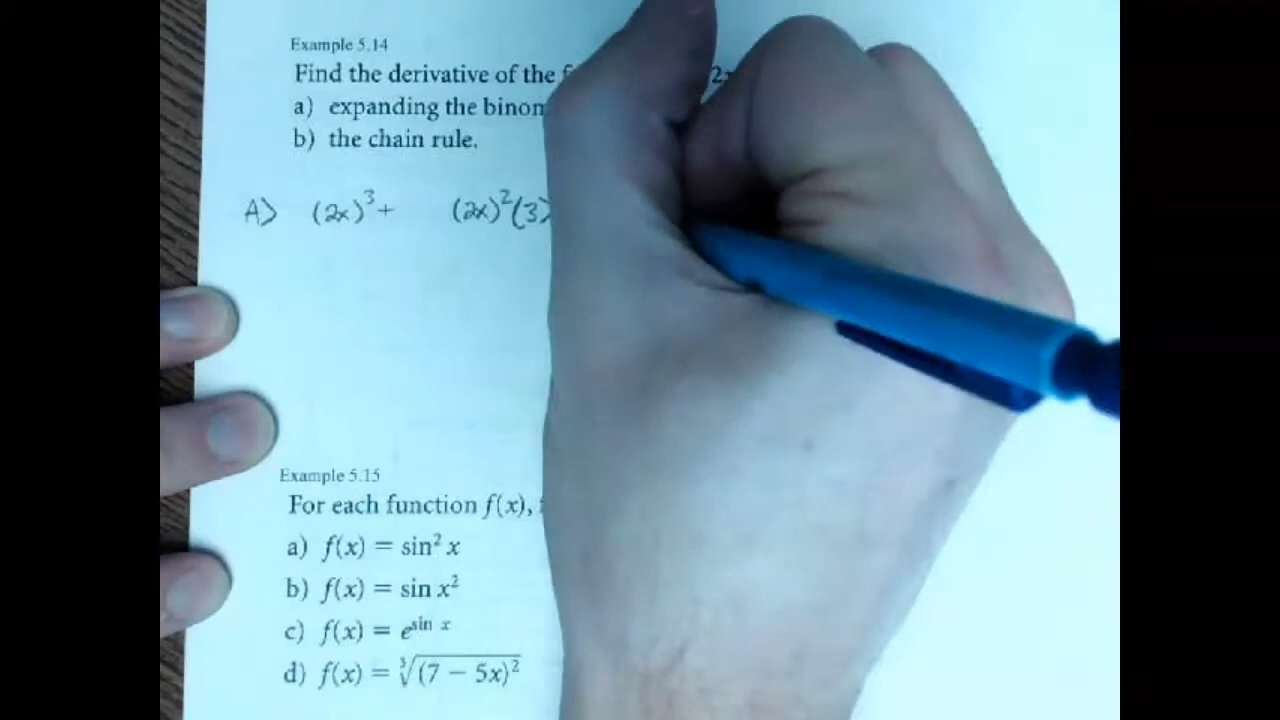 Example 5.14
Find the derivative of the
a) expanding the
b) the chain rule.
A) (2x)³+ (2x)²(3)
Example 5.15
For each function f(x),
a) f(x) = sin² x
b) f(x) = sin x²
c) f(x) = e^{sin x}
d) f(x) = ∛(7 − 5x)²